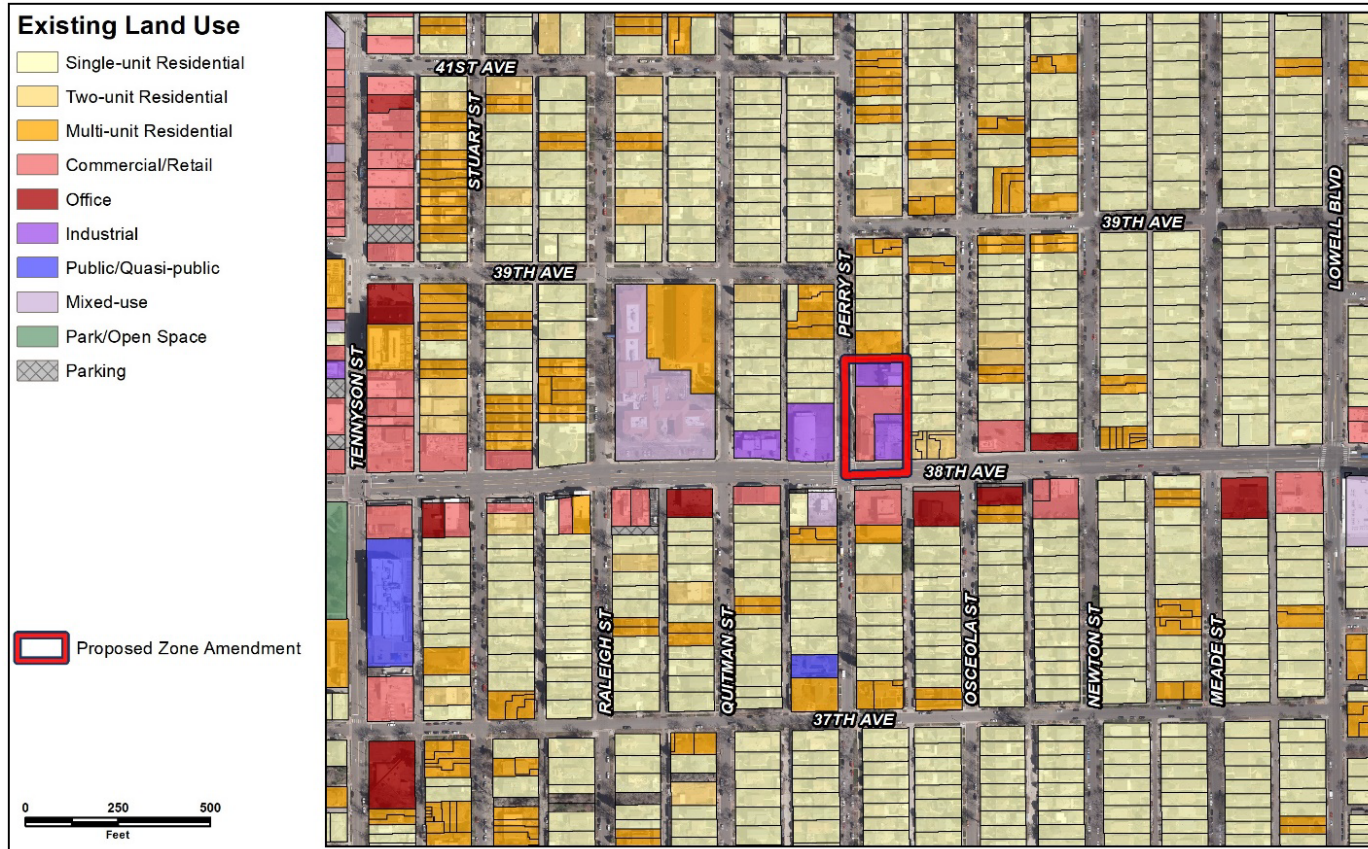 Existing Land Use
Single-unit Residential
Two-unit Residential
Multi-unit Residential
Commercial/Retail
Office
Industrial
Public/Quasi-public
Mixed-use
Park/Open Space
Parking
Proposed Zone Amendment
0 250 500
Feet
41ST AVE
STUART ST
39TH AVE
39TH AVE
LOWELL BLVD
PERRY ST
TENNYSON ST
38TH AVE
RALEIGH ST
QUITMAN ST
OSCEOLA ST
NEWTON ST
MEADE ST
37TH AVE